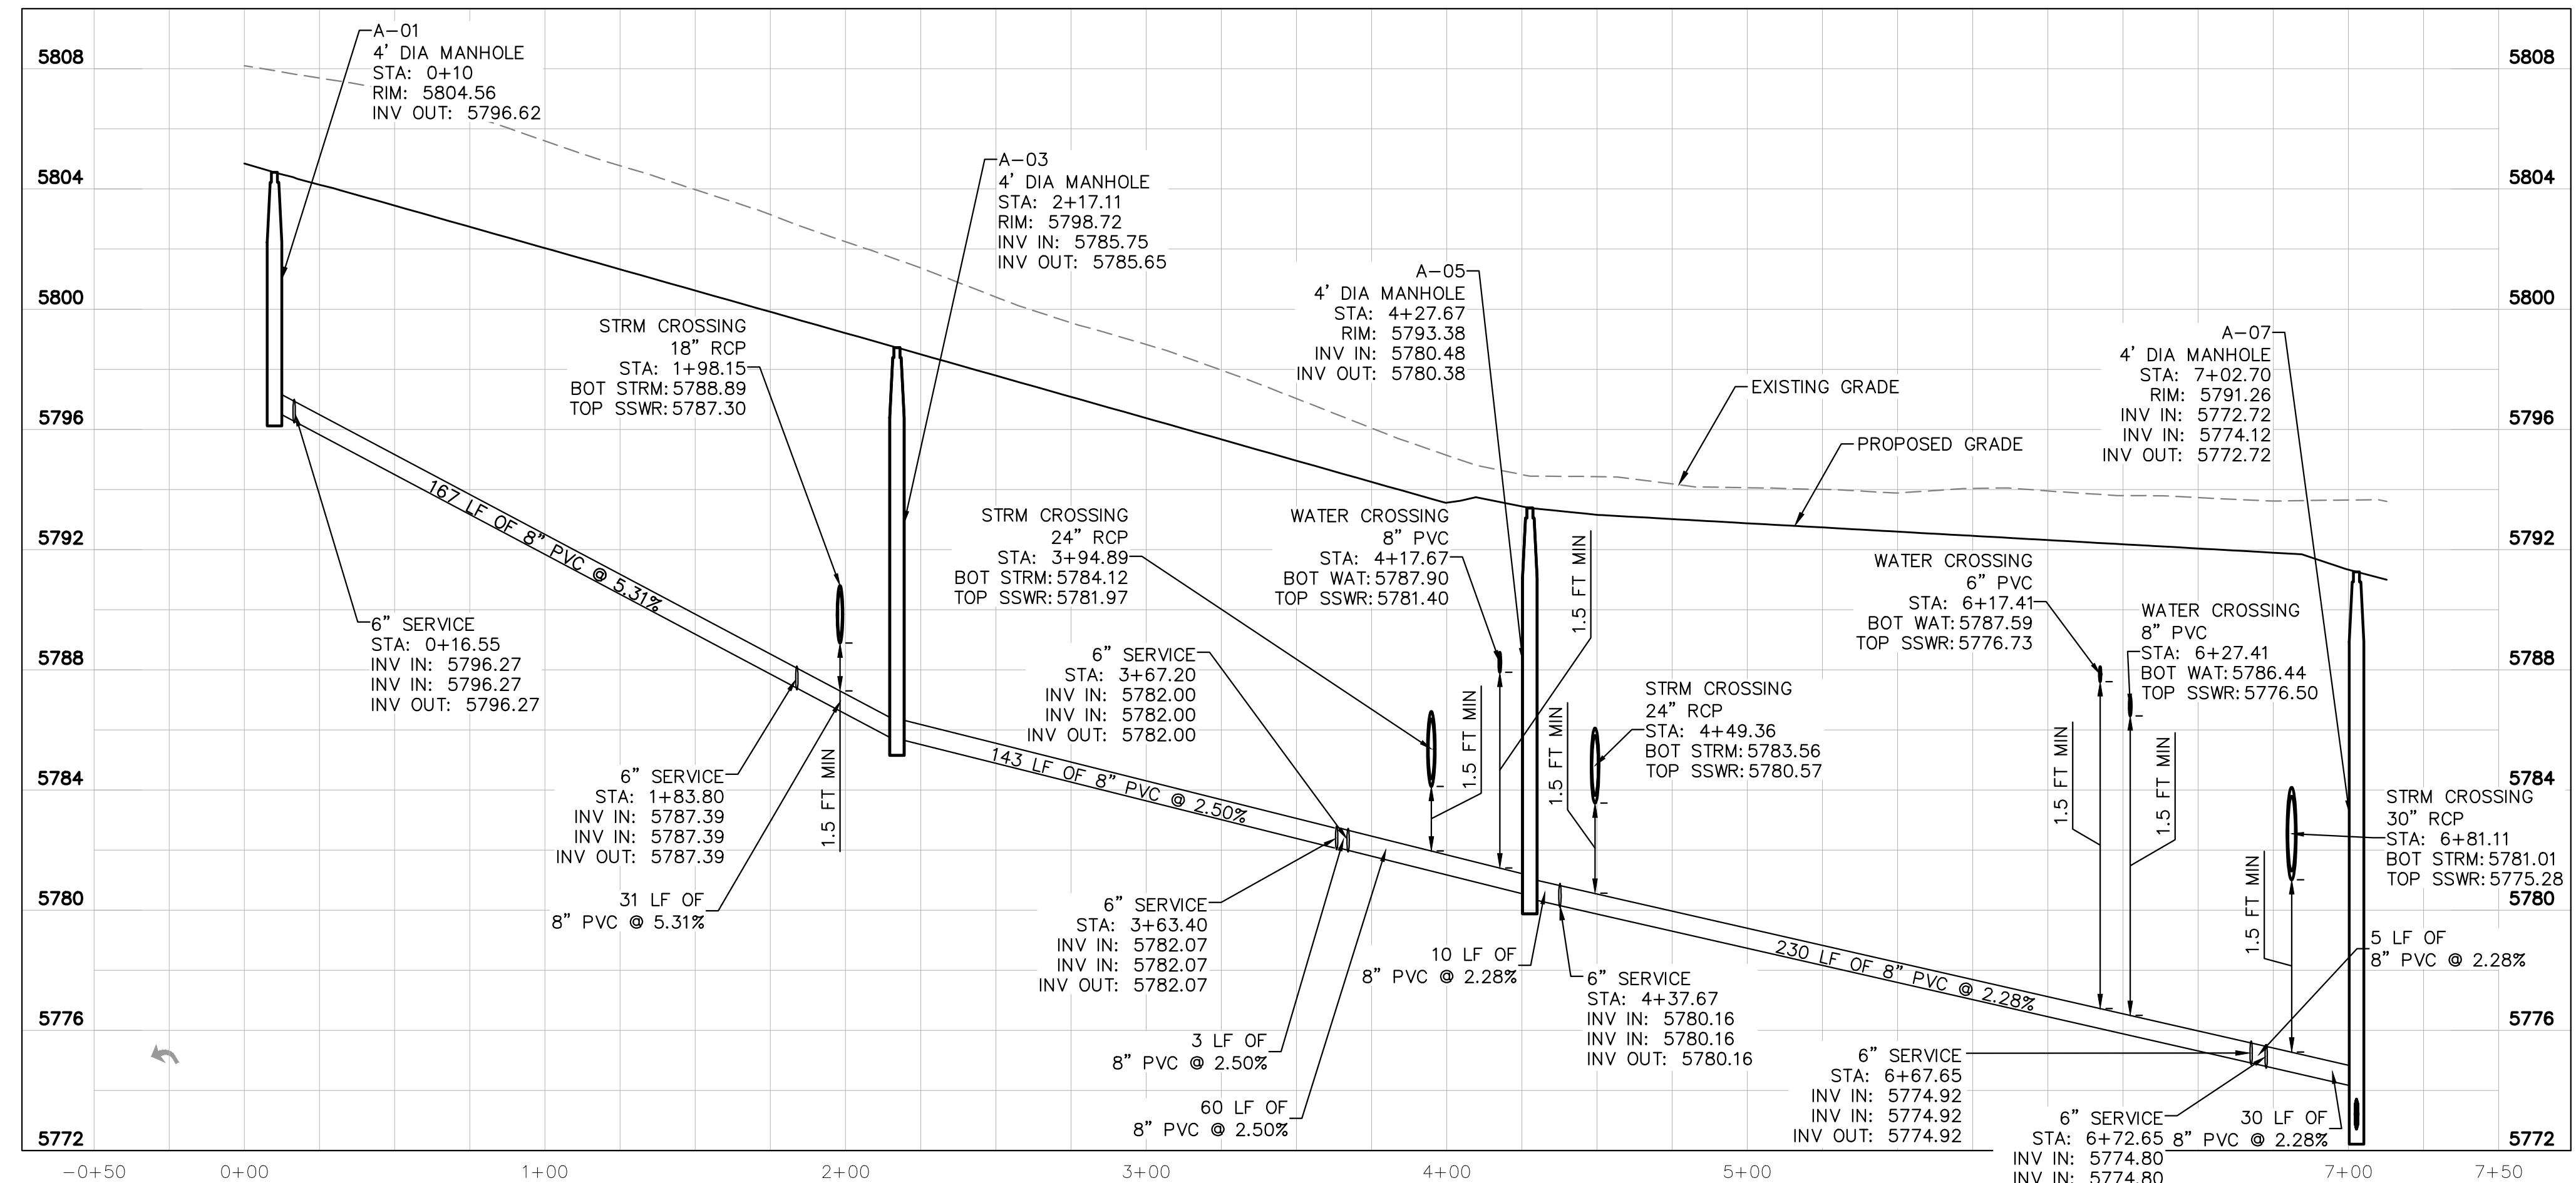 A-01
4' DIA MANHOLE
STA: 0+10
RIM: 5804.56
INV OUT: 5796.62
A-03
4' DIA MANHOLE
STA: 2+17.11
RIM: 5798.72
INV IN: 5785.75
INV OUT: 5785.65
A-05
4' DIA MANHOLE
STA: 4+27.67
RIM: 5793.38
INV IN: 5780.48
INV OUT: 5780.38
A-07
4' DIA MANHOLE
STA: 7+02.70
RIM: 5791.26
INV IN: 5772.72
INV IN: 5774.12
INV OUT: 5772.72
STRM CROSSING
18" RCP
STA: 1+98.15
BOT STRM: 5788.89
TOP SSWR: 5787.30
EXISTING GRADE
PROPOSED GRADE
STRM CROSSING
24" RCP
STA: 3+94.89
BOT STRM: 5784.12
TOP SSWR: 5781.97
WATER CROSSING
8" PVC
STA: 4+17.67
BOT WAT: 5787.90
TOP SSWR: 5781.40
1.5 FT MIN
WATER CROSSING
6" PVC
STA: 6+17.41
BOT WAT: 5787.59
TOP SSWR: 5776.73
WATER CROSSING
8" PVC
STA: 6+27.41
BOT WAT: 5786.44
TOP SSWR: 5776.50
167 LF OF 8" PVC @ 5.31%
6" SERVICE
STA: 0+16.55
INV IN: 5796.27
INV IN: 5796.27
INV OUT: 5796.27
6" SERVICE
STA: 3+67.20
INV IN: 5782.00
INV IN: 5782.00
INV OUT: 5782.00
STRM CROSSING
24" RCP
STA: 4+49.36
BOT STRM: 5783.56
TOP SSWR: 5780.57
1.5 FT MIN
1.5 FT MIN
1.5 FT MIN
1.5 FT MIN
1.5 FT MIN
1.5 FT MIN
6" SERVICE
STA: 1+83.80
INV IN: 5787.39
INV IN: 5787.39
INV OUT: 5787.39
143 LF OF 8" PVC @ 2.50%
STRM CROSSING
30" RCP
STA: 6+81.11
BOT STRM: 5781.01
TOP SSWR: 5775.28
31 LF OF
8" PVC @ 5.31%
6" SERVICE
STA: 3+63.40
INV IN: 5782.07
INV IN: 5782.07
INV OUT: 5782.07
10 LF OF
8" PVC @ 2.28%
230 LF OF 8" PVC @ 2.28%
5 LF OF
8" PVC @ 2.28%
6" SERVICE
STA: 4+37.67
INV IN: 5780.16
INV IN: 5780.16
INV OUT: 5780.16
3 LF OF
8" PVC @ 2.50%
60 LF OF
8" PVC @ 2.50%
6" SERVICE
STA: 6+67.65
INV IN: 5774.92
INV IN: 5774.92
INV OUT: 5774.92
6" SERVICE
STA: 6+72.65
INV IN: 5774.80
INV IN: 5774.80
30 LF OF
8" PVC @ 2.28%
5808
5804
5800
5796
5792
5788
5784
5780
5776
5772
5808
5804
5800
5796
5792
5788
5784
5780
5776
5772
-0+50
0+00
1+00
2+00
3+00
4+00
5+00
7+00
7+50